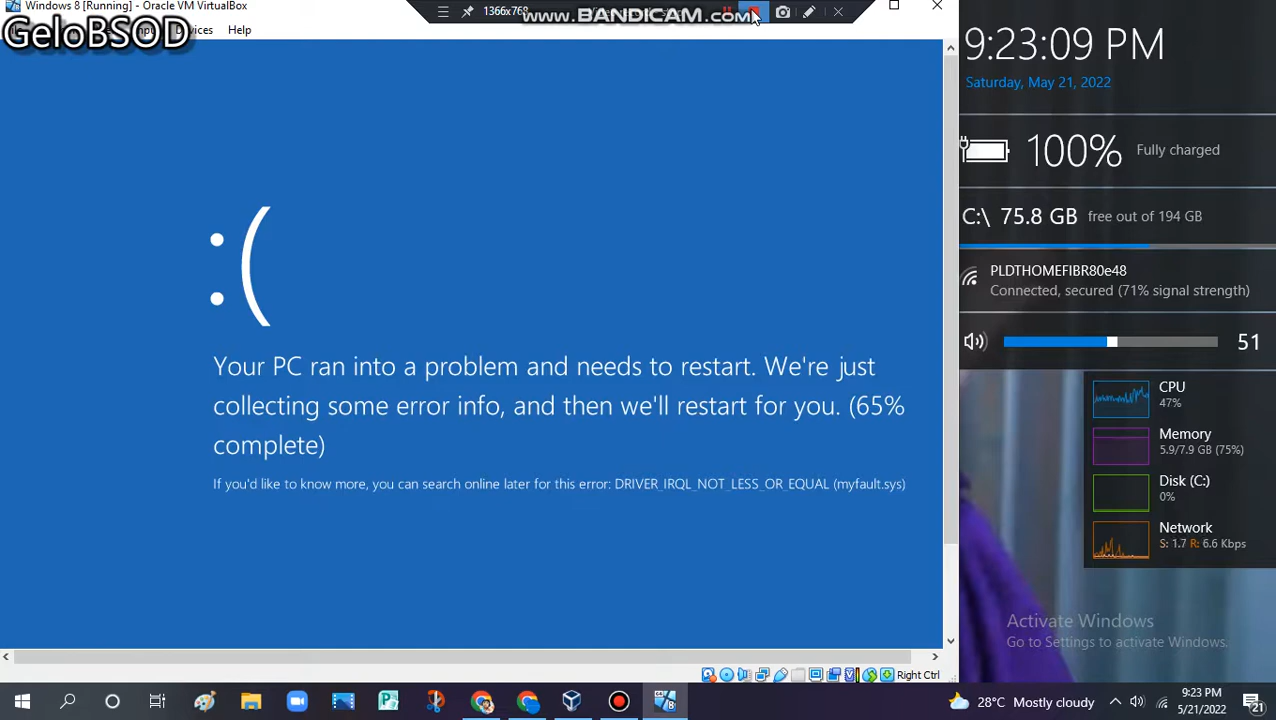 Windows 8 [Running] - Oracle VM VirtualBox
1366x768
www.BANDICAM.com
GeloBSOD
Devices
Help
:(
Your PC ran into a problem and needs to restart. We're just
collecting some error info, and then we'll restart for you. (65%
complete)
If you'd like to know more, you can search online later for this error: DRIVER_IRQL_NOT_LESS_OR_EQUAL (myfault.sys)
Right Ctrl
9:23:09 PM
Saturday, May 21, 2022
100% Fully charged
C:\ 75.8 GB free out of 194 GB
PLDTHOMEFIBR80e48
Connected, secured (71% signal strength)
51
CPU
47%
Memory
5.9/7.9 GB (75%)
Disk (C:)
0%
Network
S: 1.7 R: 6.6 Kbps
Activate Windows
Go to Settings to activate Windows.
28°C Mostly cloudy
9:23 PM
5/21/2022
21